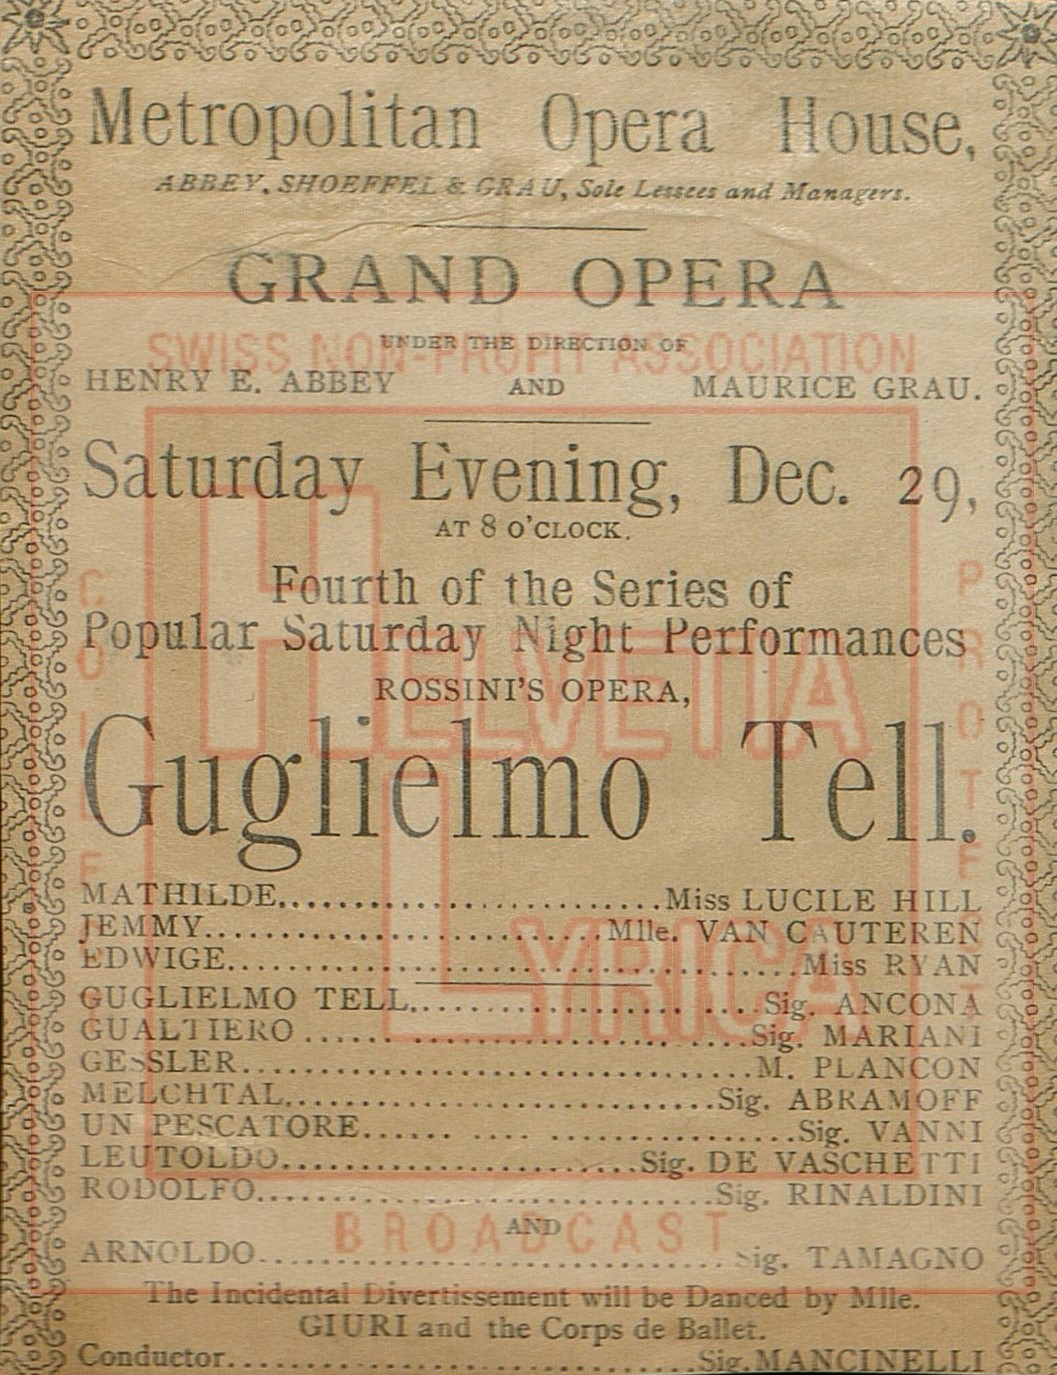 Metropolitan Opera House,
ABBEY, SHOEFFEL & GRAU, Sole Lessees and Managers.
GRAND OPERA
SWISS NON-PROFIT ASSOCIATION
UNDER THE DIRECTION OF
HENRY E. ABBEY AND MAURICE GRAU.
Saturday Evening, Dec. 29,
AT 8 O'CLOCK.
Fourth of the Series of
Popular Saturday Night Performances
HELVETIA
ROSSINI'S OPERA,
Guglielmo Tell.
MATHILDE..............................Miss LUCILE HILL
JEMMY..............................Mlle. VAN CAUTEREN
LYRICA
EDWIGE..............................Miss RYAN
GUGLIELMO TELL..............................Sig. ANCONA
GUALTIERO..............................Sig. MARIANI
GESSLER..............................M. PLANCON
MELCHTAL..............................Sig. ABRAMOFF
UN PESCATORE..............................Sig. VANNI
LEUTOLDO..............................Sig. DE VASCHETTI
RODOLFO..............................Sig. RINALDINI
BROADCAST
AND
ARNOLDO..............................Sig. TAMAGNO
The Incidental Divertissement will be Danced by Mlle.
GIURI and the Corps de Ballet.
Conductor..............................Sig. MANCINELLI